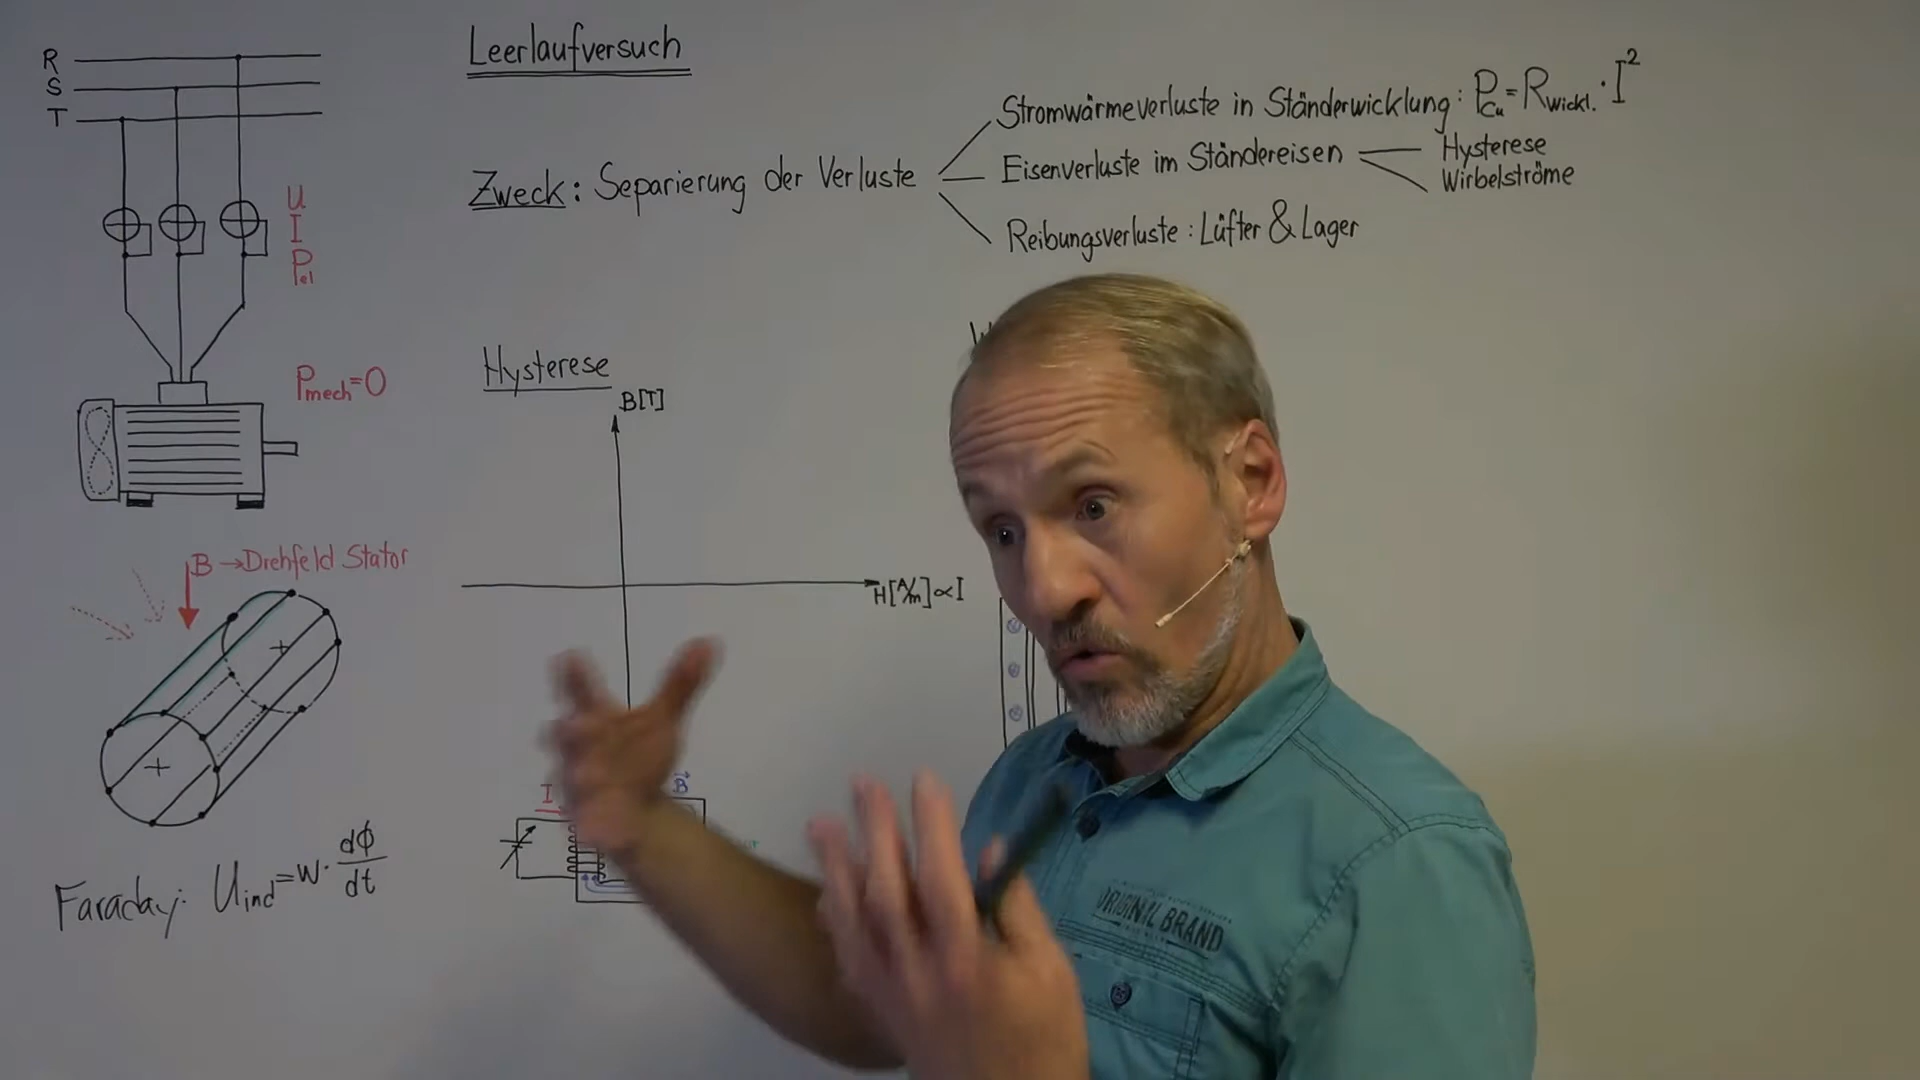 R
S
T
U
I
Pel
Pmech=0
B→Drehfeld Stator
Faraday: Uind=w·dϕ/dt
Leerlaufversuch
Zweck: Separierung der Verluste
Stromwärmeverluste in Ständerwicklung: PCu=Rwickl.·I²
Eisenverluste im Ständereisen
Hysterese
Wirbelströme
Reibungsverluste: Lüfter & Lager
Hysterese
B[T]
H[A/m]∝I
I
B
ORIGINAL BRAND